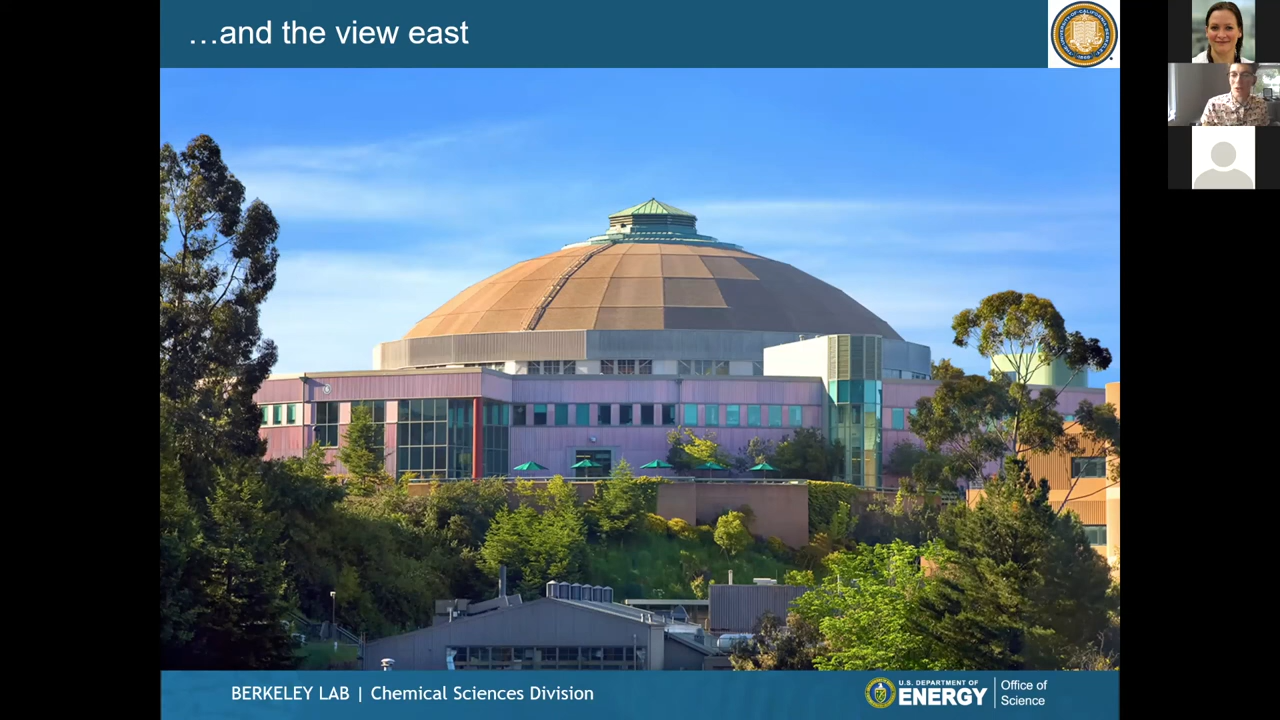 …and the view east
BERKELEY LAB | Chemical Sciences Division
U.S. DEPARTMENT OF
ENERGY
Office of
Science